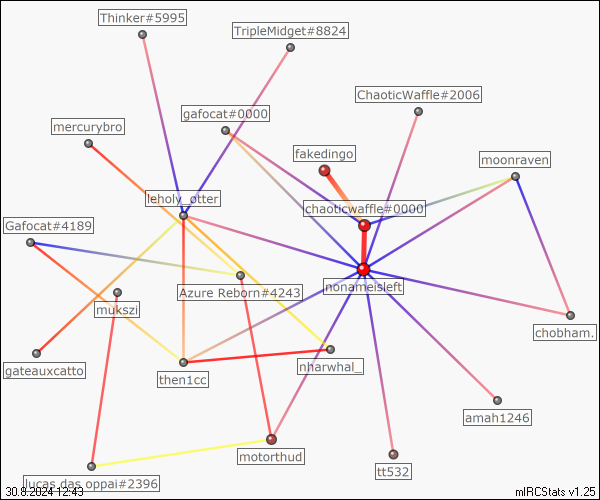 Thinker#5995
TripleMidget#8824
ChaoticWaffle#2006
gafocat#0000
mercurybro
fakedingo
moonraven
leholy_otter
chaoticwaffle#0000
Gafocat#4189
Azure Reborn#4243
nonameisleft
mukszi
chobham.
gateauxcatto
then1cc
nharwhal_
amah1246
motorthud
tt532
lucas das oppai#2396
30.8.2024 12:43
mIRCStats v1.25